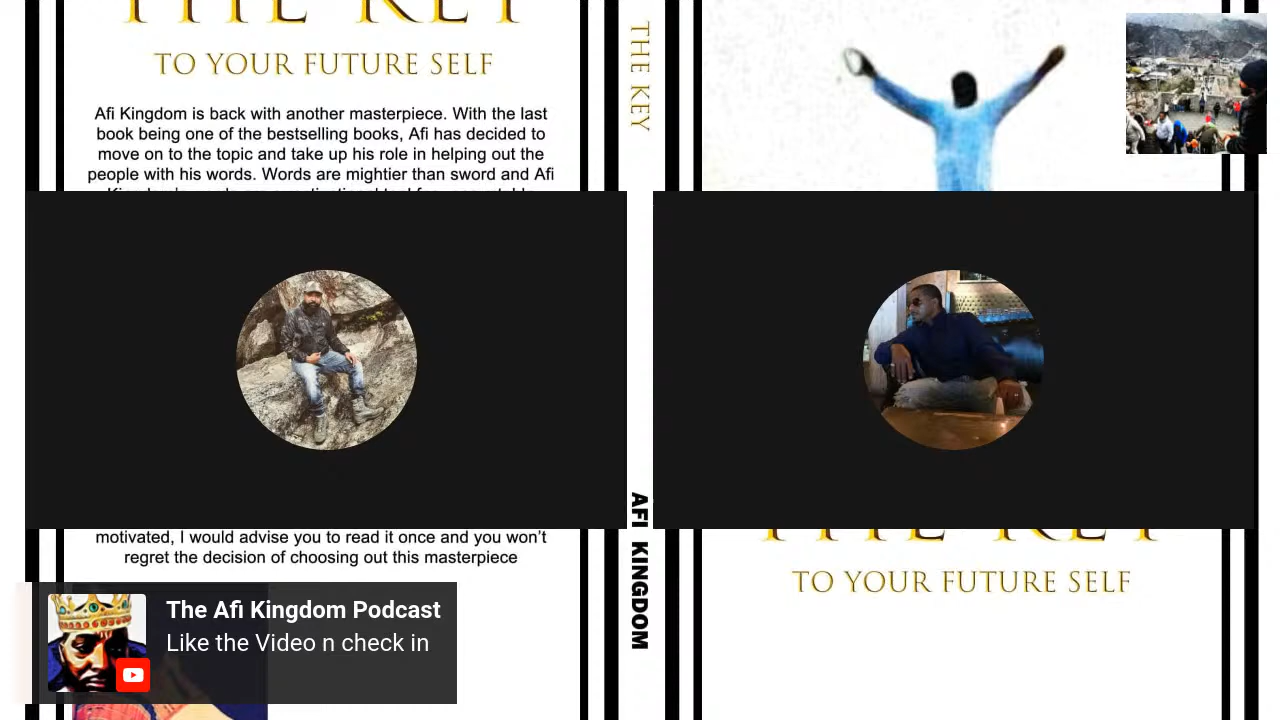 THE KEY
TO YOUR FUTURE SELF
Afi Kingdom is back with another masterpiece. With the last
book being one of the bestselling books, Afi has decided to
move on to the topic and take up his role in helping out the
people with his words. Words are mightier than sword and Afi
motivated, I would advise you to read it once and you won't
regret the decision of choosing out this masterpiece
The Afi Kingdom Podcast
Like the Video n check in
THE KEY
AFI KINGDOM
THE KEY
TO YOUR FUTURE SELF